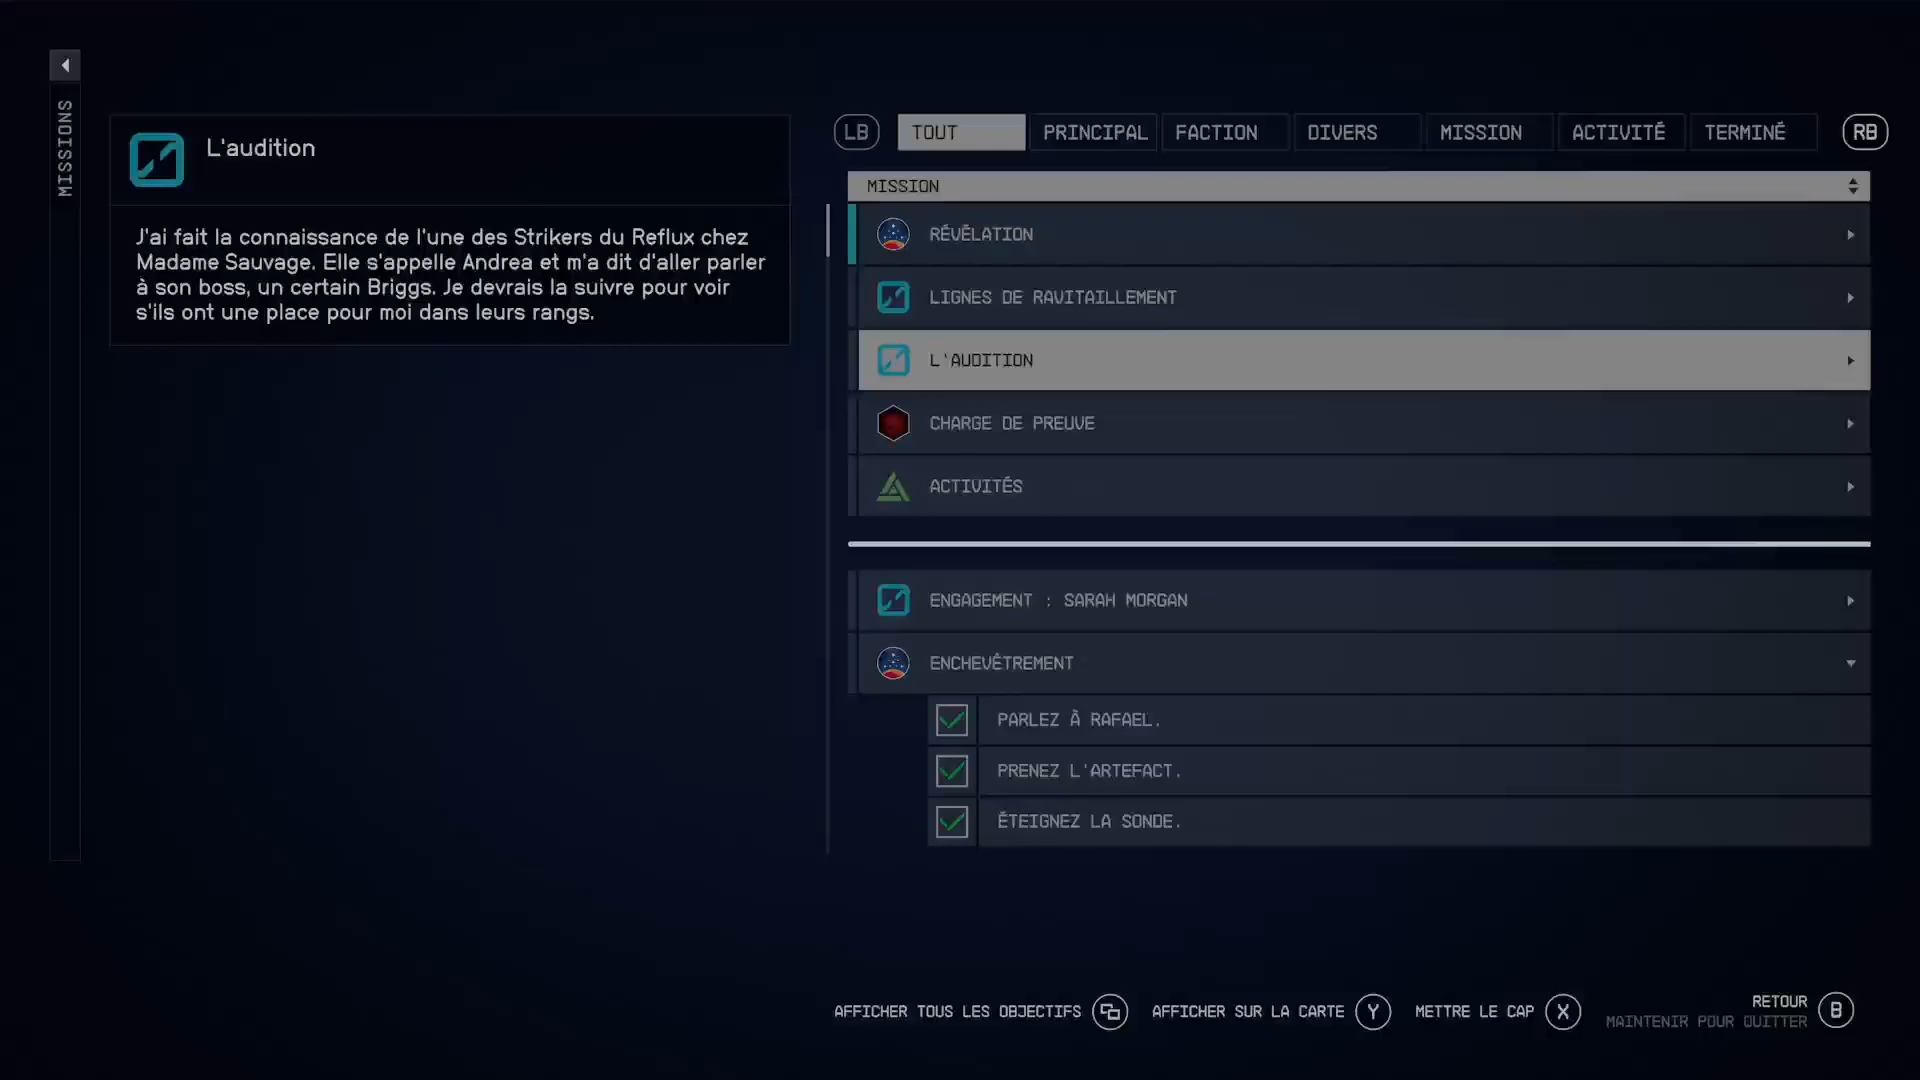 MISSIONS
L'audition
J'ai fait la connaissance de l'une des Strikers du Reflux chez
Madame Sauvage. Elle s'appelle Andrea et m'a dit d'aller parler
à son boss, un certain Briggs. Je devrais la suivre pour voir
s'ils ont une place pour moi dans leurs rangs.
LB TOUT PRINCIPAL FACTION DIVERS MISSION ACTIVITÉ TERMINÉ RB
MISSION
RÉVÉLATION
LIGNES DE RAVITAILLEMENT
L'AUDITION
CHARGE DE PREUVE
ACTIVITÉS
ENGAGEMENT : SARAH MORGAN
ENCHEVÊTREMENT
PARLEZ À RAFAEL.
PRENEZ L'ARTEFACT.
ÉTEIGNEZ LA SONDE.
AFFICHER TOUS LES OBJECTIFS AFFICHER SUR LA CARTE Y METTRE LE CAP X RETOUR B
MAINTENIR POUR QUITTER